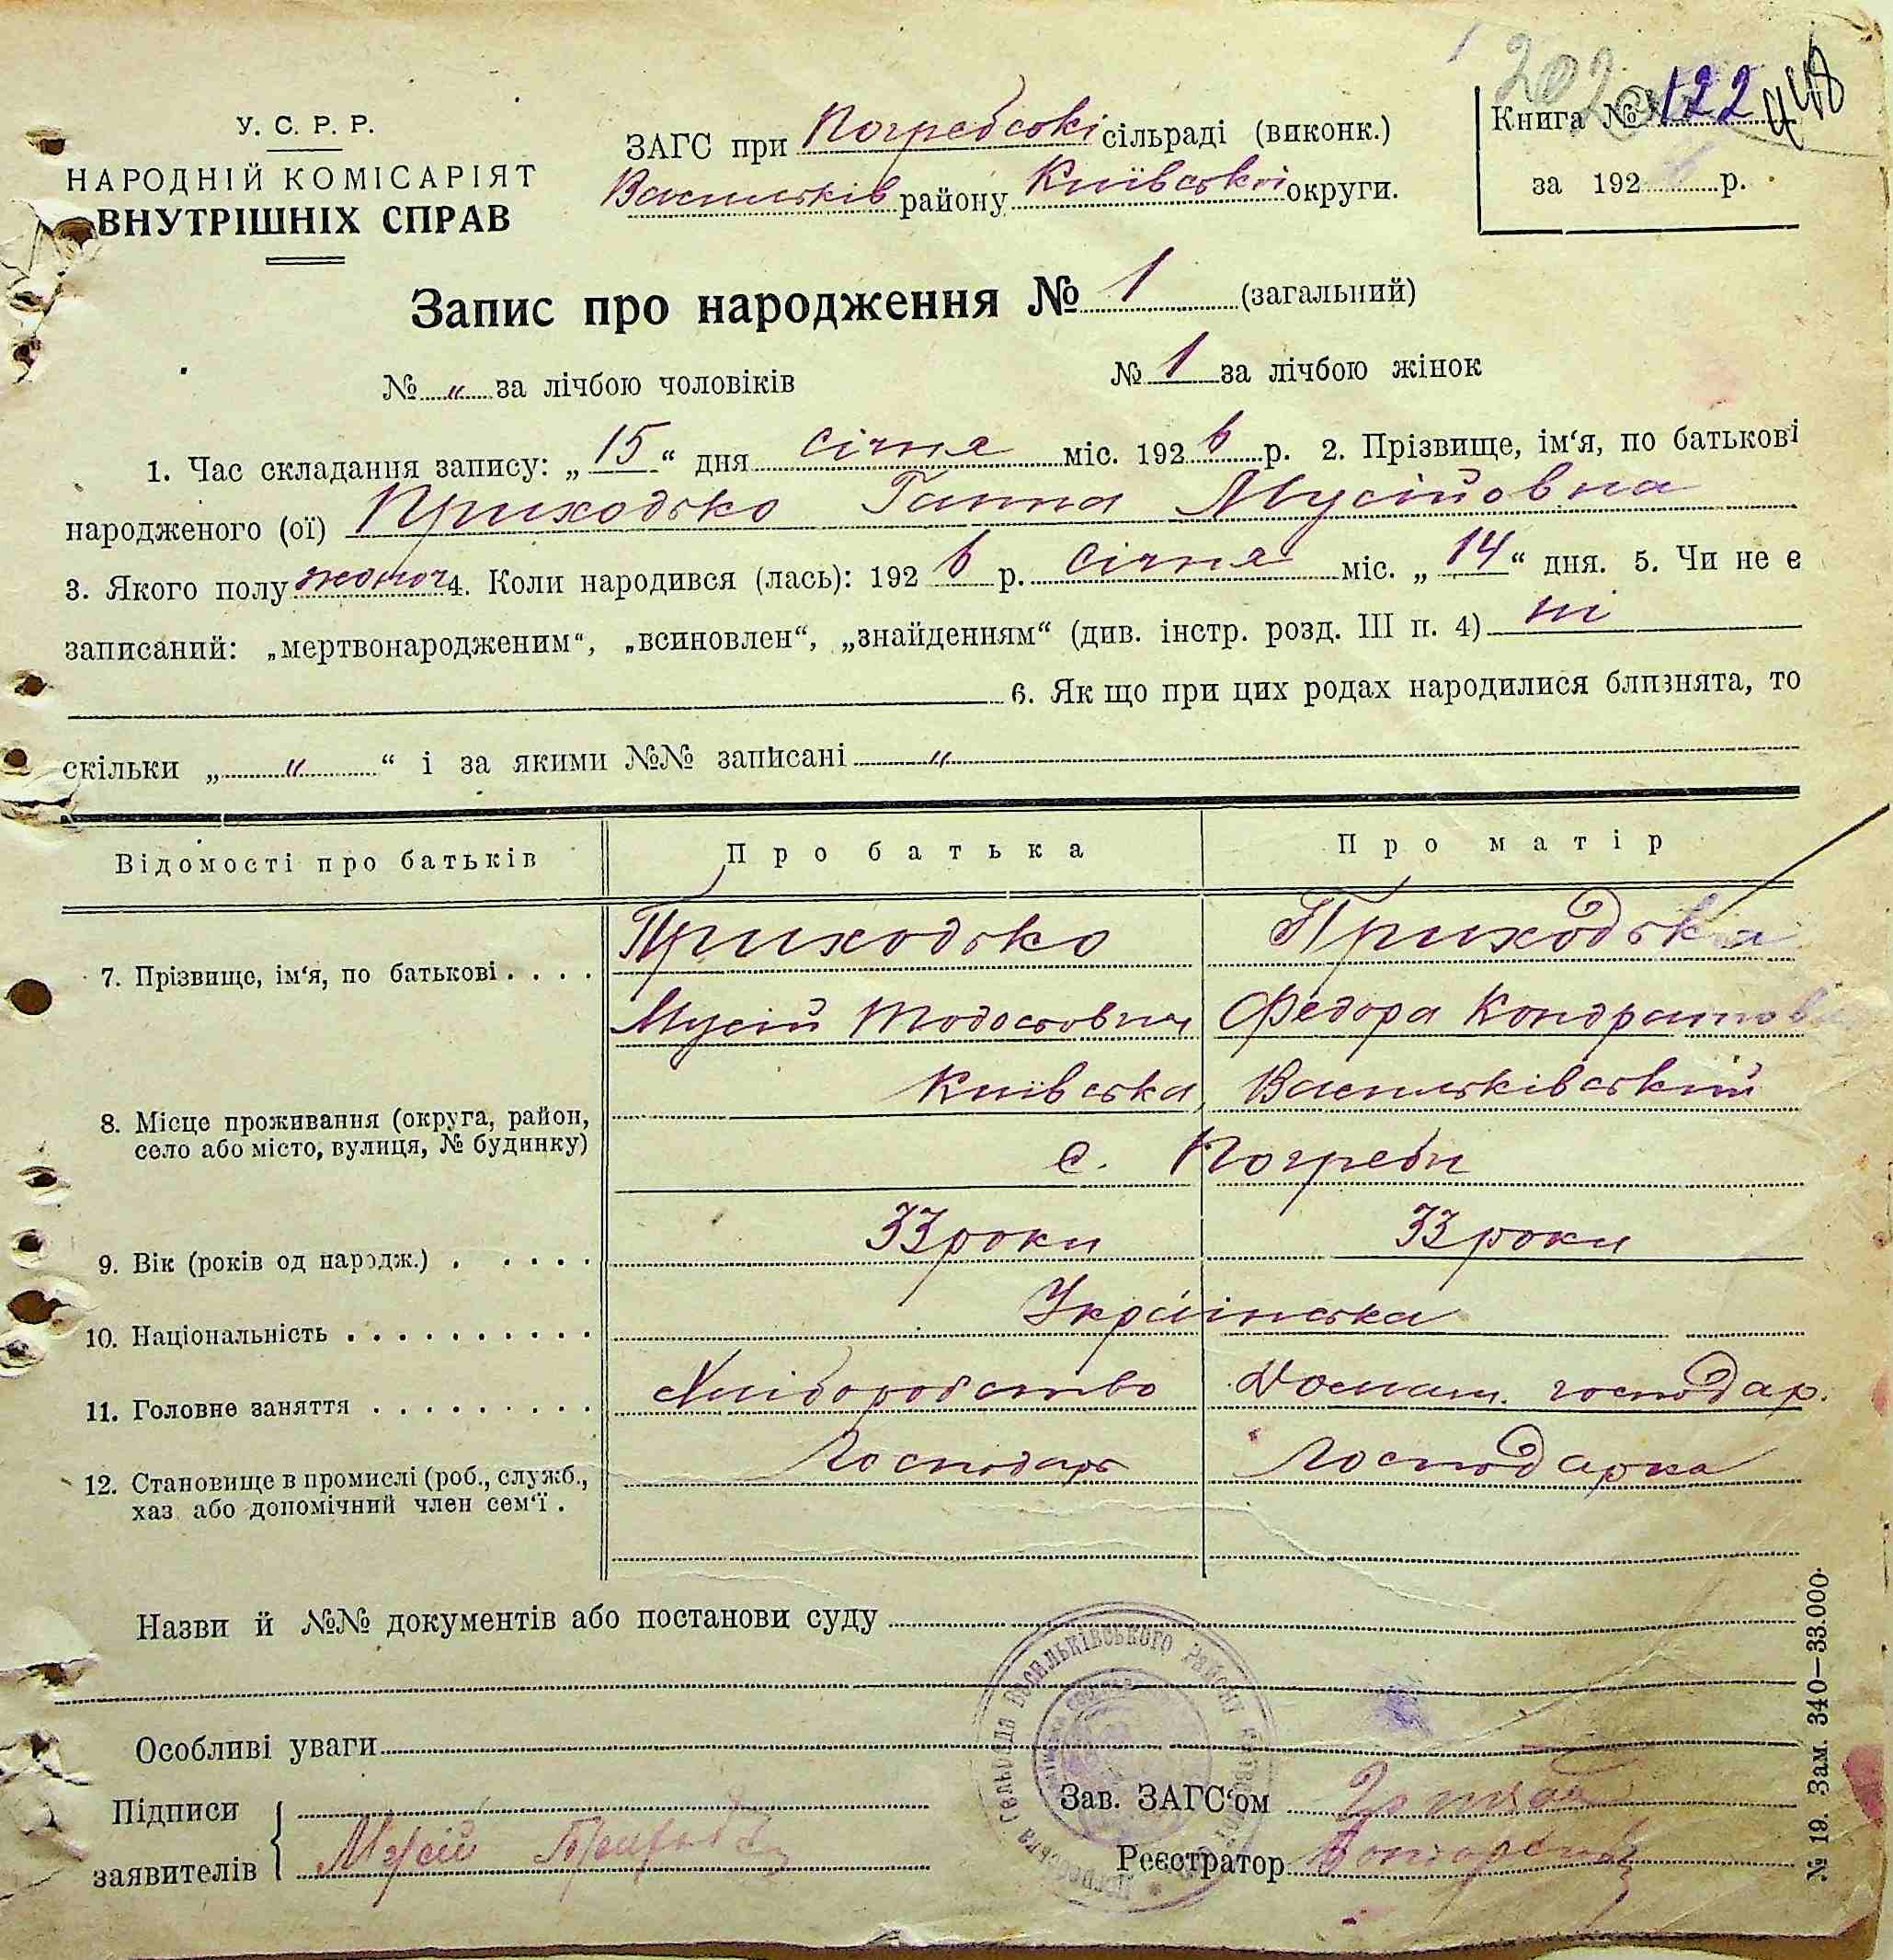 У. С. Р. Р.
НАРОДНІЙ КОМІСАРІЯТ
ВНУТРІШНІХ СПРАВ
ЗАГС при Погребській сільраді (виконк.)
Васильків району Київської округи.
Книга № 122
за 192 р.
Запис про народження № 1 (загальний)
№ „ за лічбою чоловіків № 1 за лічбою жінок
1. Час складання запису: „15“ дня січня міс. 1926 р. 2. Прізвище, ім‘я, по батькові
народженого (ої) Приходько Ганна Мусійовна
3. Якого полу жіноч 4. Коли народився (лась): 1926 р. січня міс. „14“ дня. 5. Чи не є
записаний: „мертвонародженим“, „всиновлен“, „знайденням“ (див. інстр. розд. III п. 4) ні
6. Як що при цих родах народилися близнята, то
скільки „ „ “ і за якими №№ записані „
Відомості про батьків Про батька Про матір
7. Прізвище, ім‘я, по батькові . . . . Приходько Приходька
Мусій Тодосьович Федора Кондратов
8. Місце проживання (округа, район, село або місто, вулиця, № будинку) Київська, Васильківський
с. Погреби
9. Вік (років од народж.) . . . . . 33 роки 33 роки
10. Національність . . . . . . . . . . Українська
11. Головне заняття . . . . . . . . . Хліборобство Домаш. господар.
12. Становище в промислі (роб., служб., хаз. або допомічний член сем‘ї . Господарь Господарка
Назви й №№ документів або постанови суду
Особливі уваги
Підписи заявителів Мусій
Зав. ЗАГС‘ом
Реєстратор
№ 19. Зам. 340—33.000